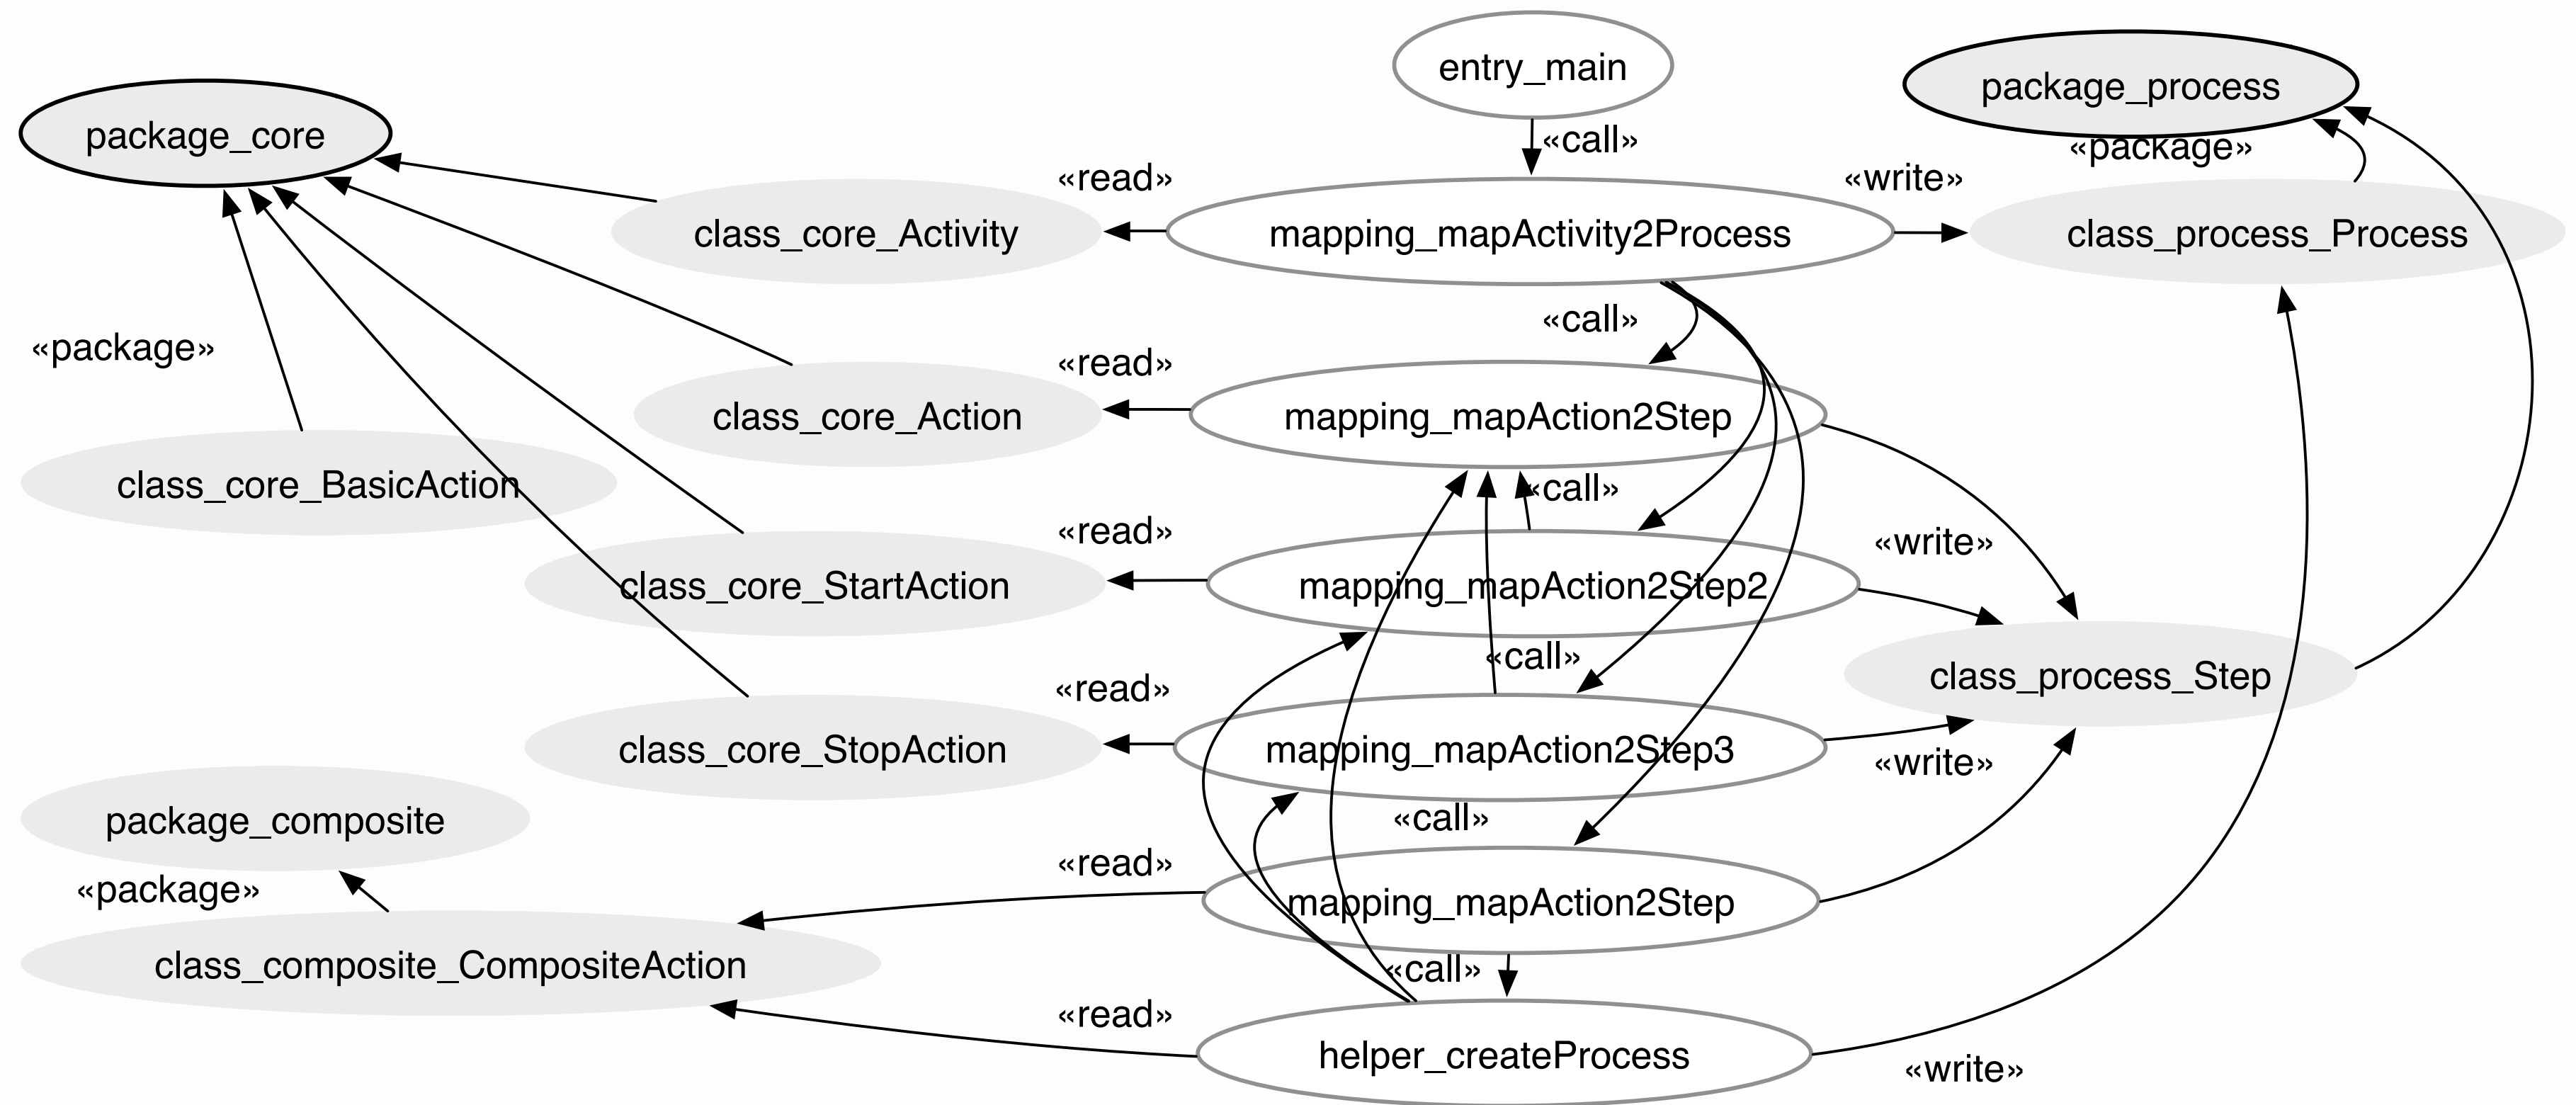 entry_main
package_process
package_core
«call»
«package»
«read»
«write»
class_core_Activity
mapping_mapActivity2Process
class_process_Process
«call»
«package»
«read»
class_core_Action
mapping_mapAction2Step
class_core_BasicAction
«call»
«read»
«write»
class_core_StartAction
mapping_mapAction2Step2
«call»
class_process_Step
«read»
class_core_StopAction
mapping_mapAction2Step3
«write»
package_composite
«call»
«read»
«package»
mapping_mapAction2Step
class_composite_CompositeAction
«call»
«read»
helper_createProcess
«write»